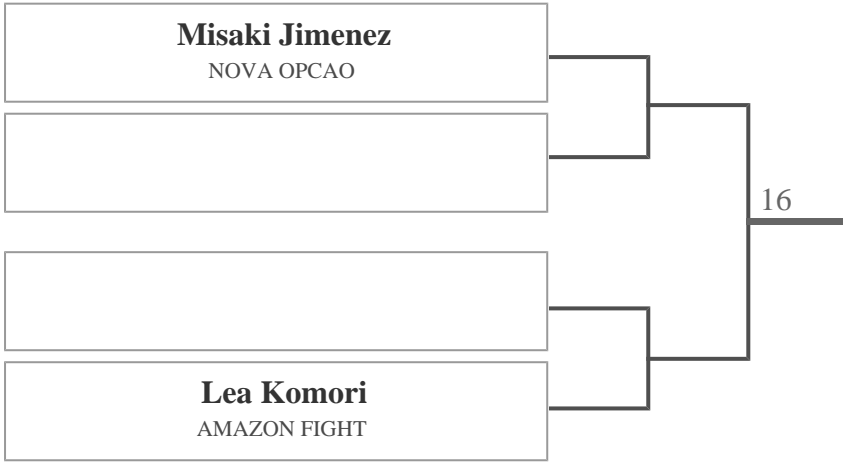 Misaki Jimenez
NOVA OPCAO
16
Lea Komori
AMAZON FIGHT